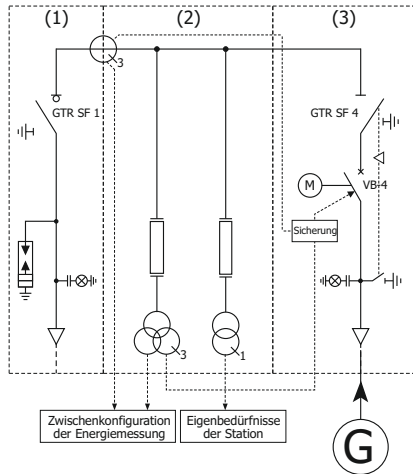 (1)
(2)
(3)
3
GTR SF 1
GTR SF 4
M
VB-4
Sicherung
3
1
Zwischenkonfiguration
der Energiemessung
Eigenbedürfnisse
der Station
G